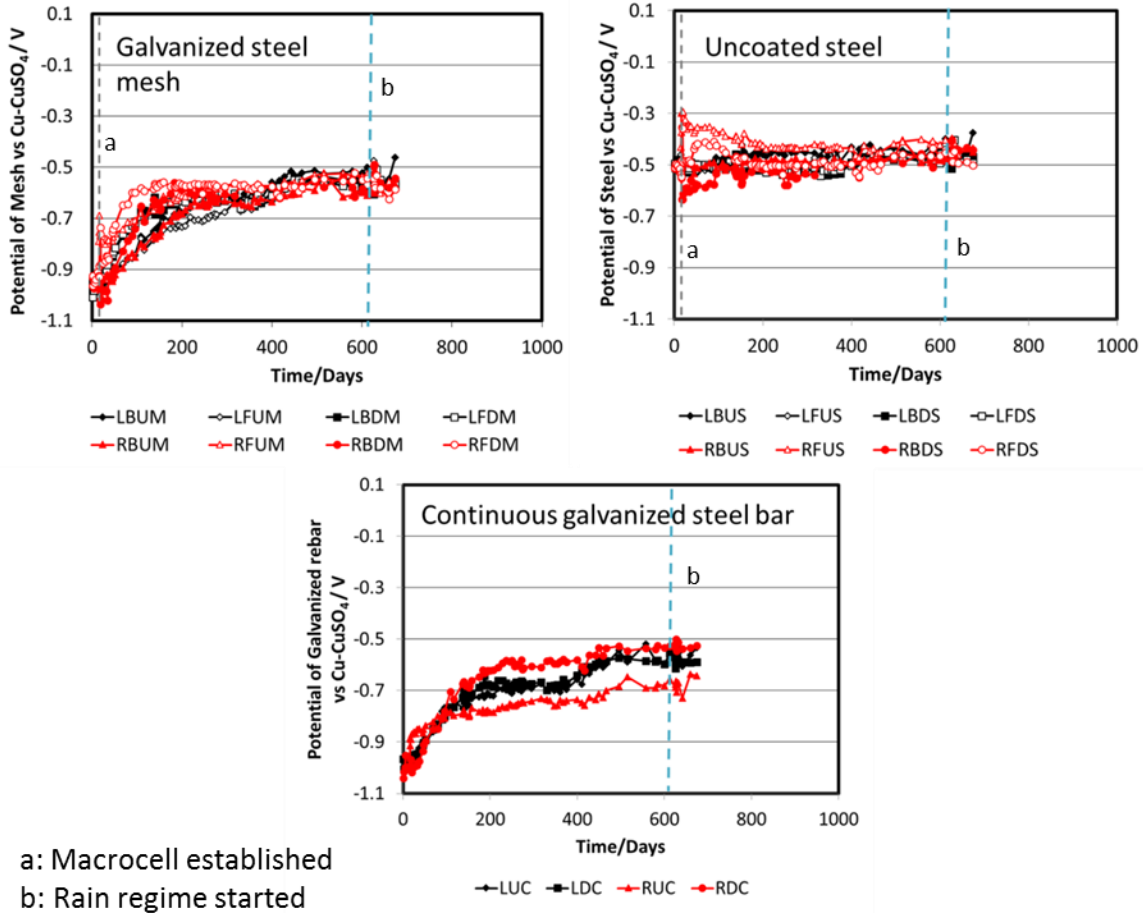 Galvanized steel
mesh
a
b
0.1
-0.1
-0.3
-0.5
-0.7
-0.9
-1.1
0 200 400 600 800 1000
Potential of Mesh vs Cu-CuSO₄/ V
Time/Days
LBUM LFUM LBDM LFDM
RBUM RFUM RBDM RFDM
Uncoated steel
a
b
0.1
-0.1
-0.3
-0.5
-0.7
-0.9
-1.1
0 200 400 600 800 1000
Potential of Steel vs Cu-CuSO₄/ V
Time/Days
LBUS LFUS LBDS LFDS
RBUS RFUS RBDS RFDS
Continuous galvanized steel bar
b
0.1
-0.1
-0.3
-0.5
-0.7
-0.9
-1.1
0 200 400 600 800 1000
Potential of Galvanized rebar
vs Cu-CuSO₄/ V
Time/Days
LUC LDC RUC RDC
a: Macrocell established
b: Rain regime started